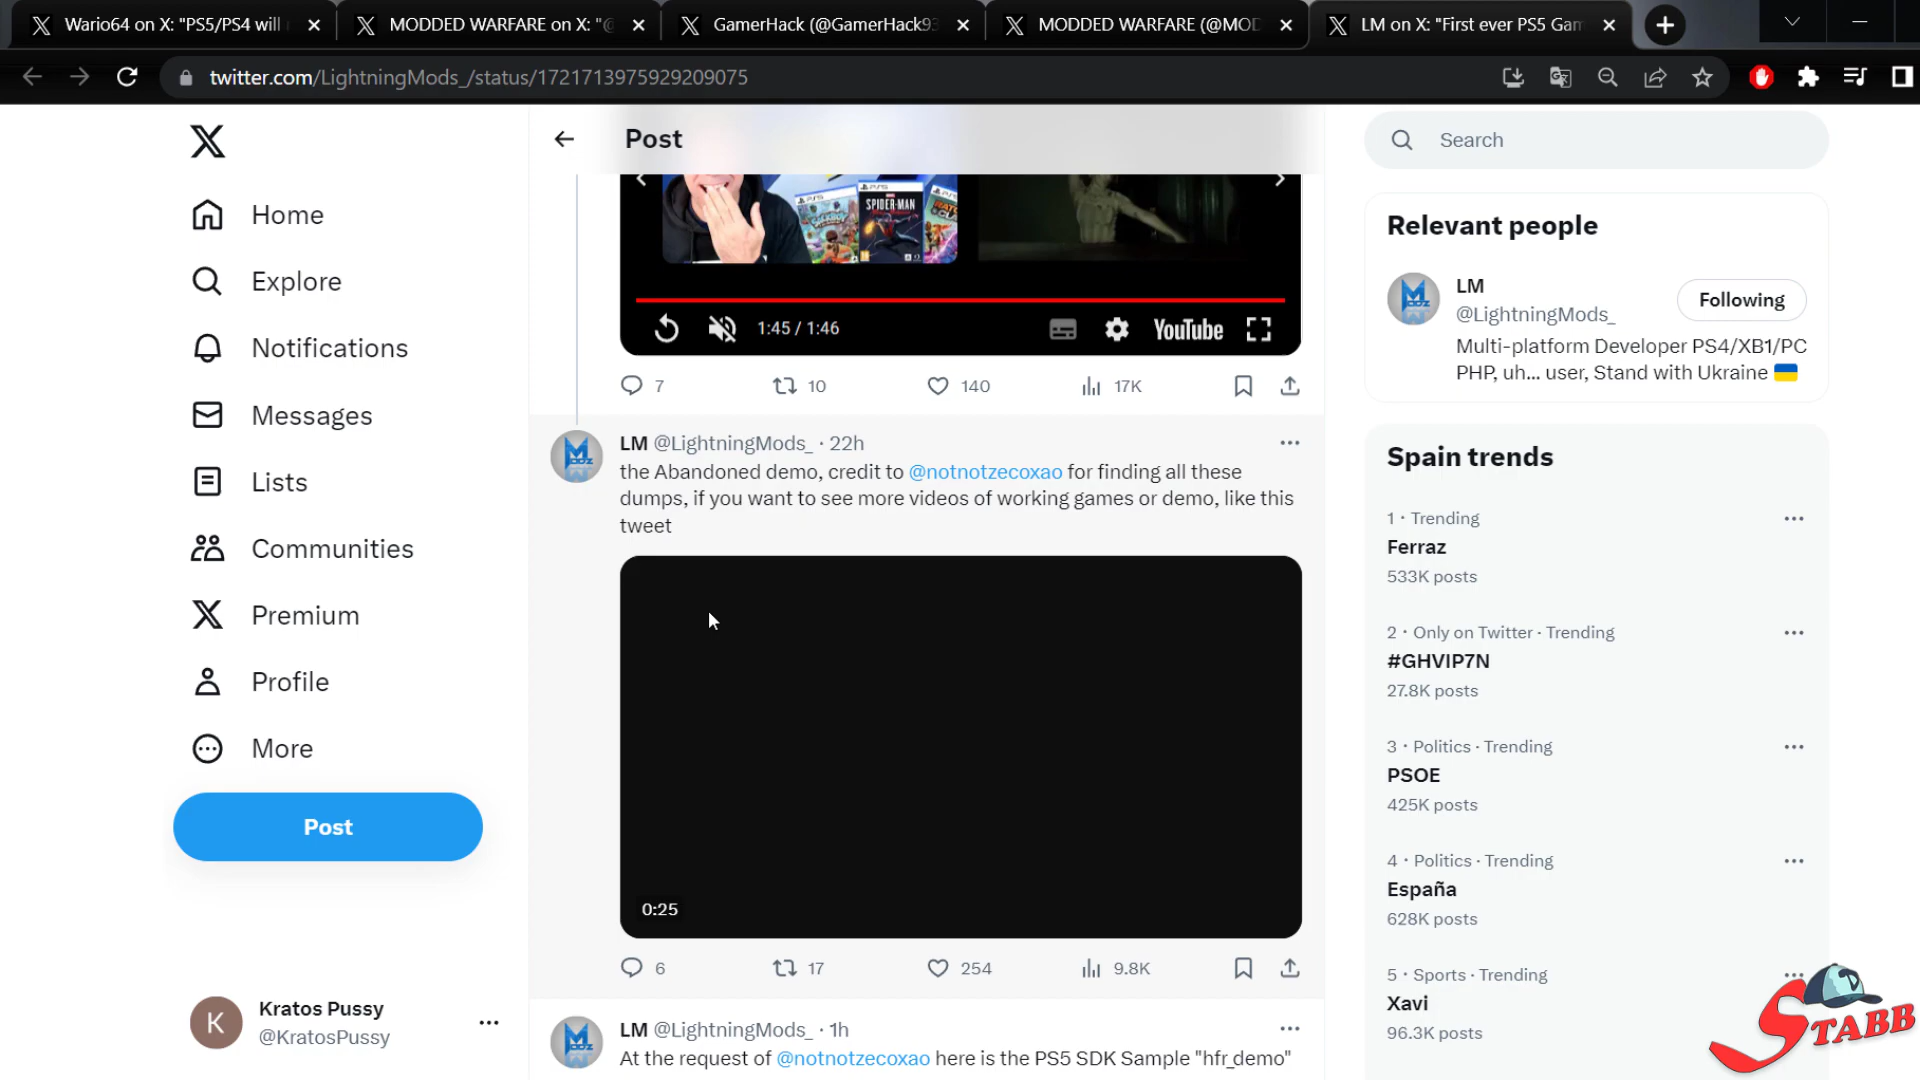 Wario64 on X: "PS5/PS4 will
MODDED WARFARE on X: "@
GamerHack (@GamerHack93
MODDED WARFARE (@MOD
LM on X: "First ever PS5 Gam
twitter.com/LightningMods_/status/1721713975929209075
Post
Search
Home
Explore
Notifications
Messages
Lists
Communities
Premium
Profile
More
Post
Kratos Pussy
@KratosPussy
K
PS5
SPIDER-MAN
1:45 / 1:46
YouTube
7
10
140
17K
LM @LightningMods_ · 22h
the Abandoned demo, credit to @notnotzecoxao for finding all these
dumps, if you want to see more videos of working games or demo, like this
tweet
0:25
6
17
254
9.8K
LM @LightningMods_ · 1h
At the request of @notnotzecoxao here is the PS5 SDK Sample "hfr_demo"
Relevant people
LM
@LightningMods_
Following
Multi-platform Developer PS4/XB1/PC
PHP, uh... user, Stand with Ukraine
Spain trends
1 · Trending
Ferraz
533K posts
2 · Only on Twitter · Trending
#GHVIP7N
27.8K posts
3 · Politics · Trending
PSOE
425K posts
4 · Politics · Trending
España
628K posts
5 · Sports · Trending
Xavi
96.3K posts
STABB